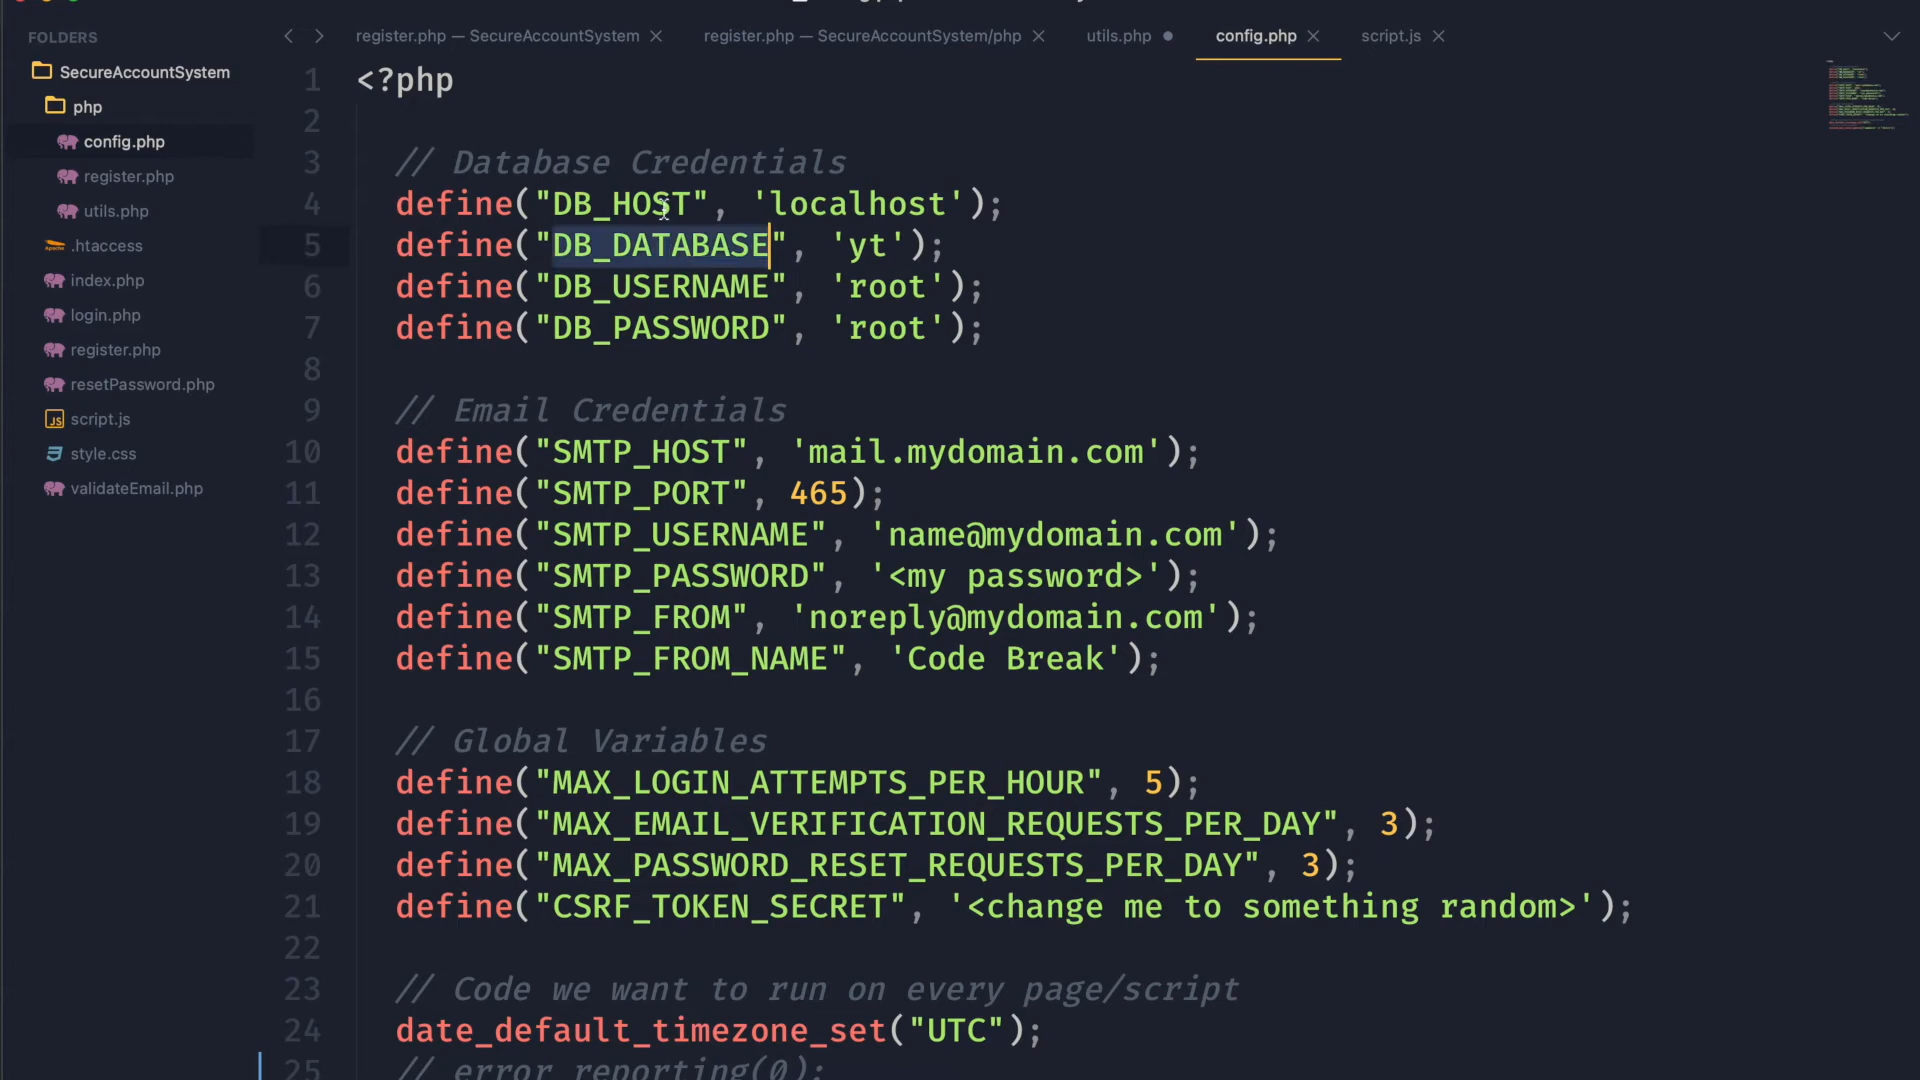 FOLDERS
SecureAccountSystem
php
config.php
register.php
utils.php
.htaccess
index.php
login.php
register.php
resetPassword.php
script.js
style.css
validateEmail.php
register.php — SecureAccountSystem
register.php — SecureAccountSystem/php
utils.php
config.php
script.js
1 <?php
2
3 // Database Credentials
4 define("DB_HOST", 'localhost');
5 define("DB_DATABASE", 'yt');
6 define("DB_USERNAME", 'root');
7 define("DB_PASSWORD", 'root');
8
9 // Email Credentials
10 define("SMTP_HOST", 'mail.mydomain.com');
11 define("SMTP_PORT", 465);
12 define("SMTP_USERNAME", 'name@mydomain.com');
13 define("SMTP_PASSWORD", '<my password>');
14 define("SMTP_FROM", 'noreply@mydomain.com');
15 define("SMTP_FROM_NAME", 'Code Break');
16
17 // Global Variables
18 define("MAX_LOGIN_ATTEMPTS_PER_HOUR", 5);
19 define("MAX_EMAIL_VERIFICATION_REQUESTS_PER_DAY", 3);
20 define("MAX_PASSWORD_RESET_REQUESTS_PER_DAY", 3);
21 define("CSRF_TOKEN_SECRET", '<change me to something random>');
22
23 // Code we want to run on every page/script
24 date_default_timezone_set("UTC");
25 // error_reporting(0);